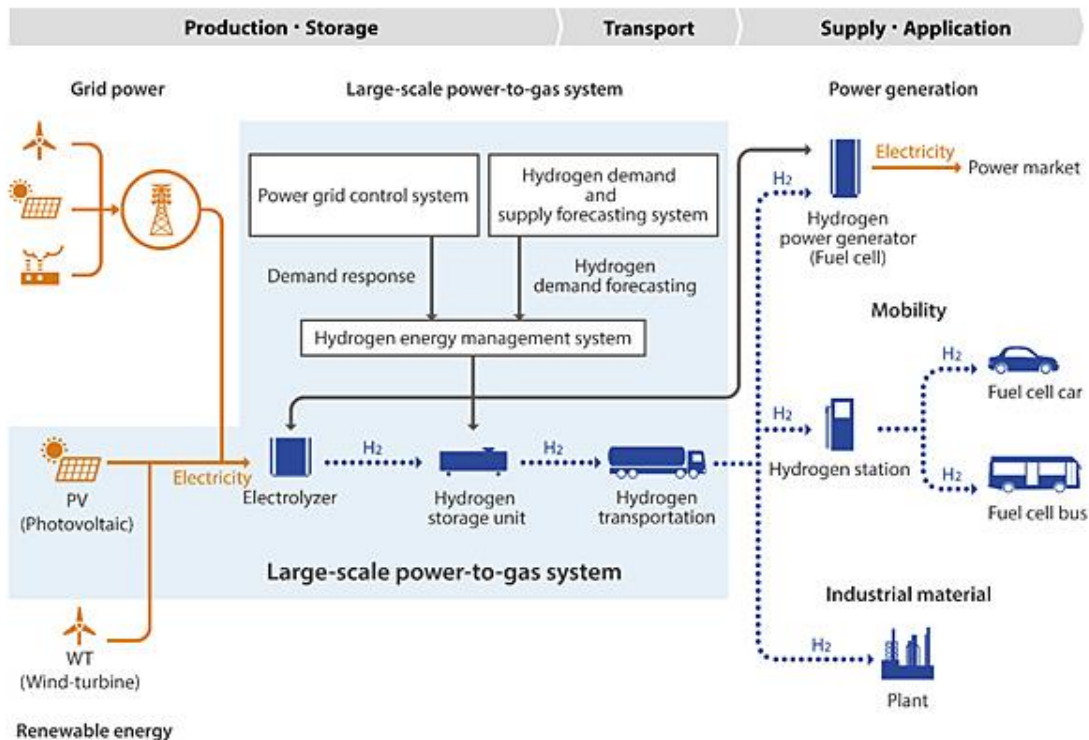 Production · Storage
Transport
Supply · Application
Grid power
Large-scale power-to-gas system
Power generation
Power grid control system
Hydrogen demand
and
supply forecasting system
Electricity
Power market
H2
Hydrogen
power generator
(Fuel cell)
Demand response
Hydrogen
demand forecasting
Hydrogen energy management system
Mobility
H2
Fuel cell car
H2
Hydrogen station
H2
Fuel cell bus
PV
(Photovoltaic)
Electricity
Electrolyzer
H2
Hydrogen
storage unit
H2
Hydrogen
transportation
Large-scale power-to-gas system
Industrial material
H2
Plant
WT
(Wind-turbine)
Renewable energy